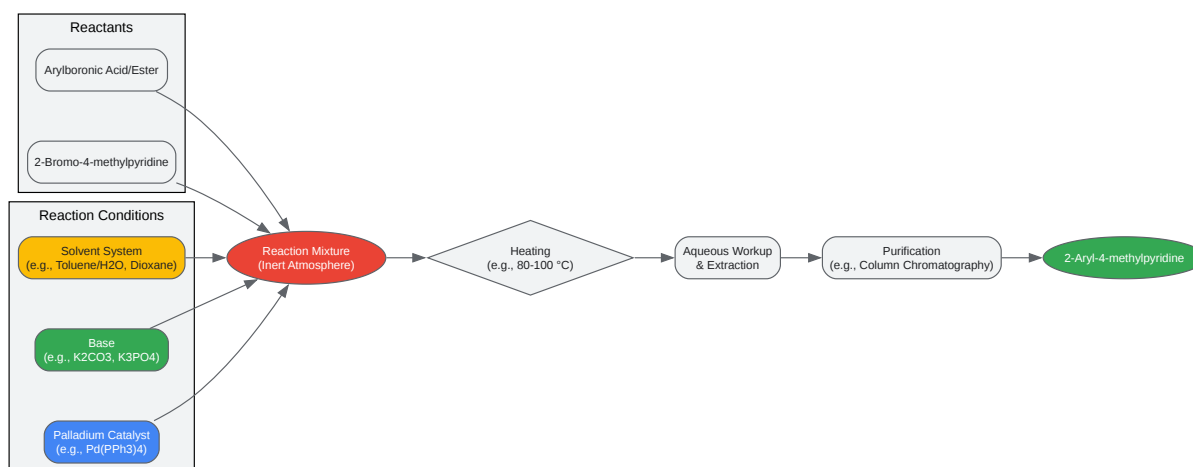 Reactants
Arylboronic Acid/Ester
2-Bromo-4-methylpyridine
Reaction Conditions
Solvent System
(e.g., Toluene/H2O, Dioxane)
Base
(e.g., K2CO3, K3PO4)
Palladium Catalyst
(e.g., Pd(PPh3)4)
Reaction Mixture
(Inert Atmosphere)
Heating
(e.g., 80-100 °C)
Aqueous Workup
& Extraction
Purification
(e.g., Column Chromatography)
2-Aryl-4-methylpyridine